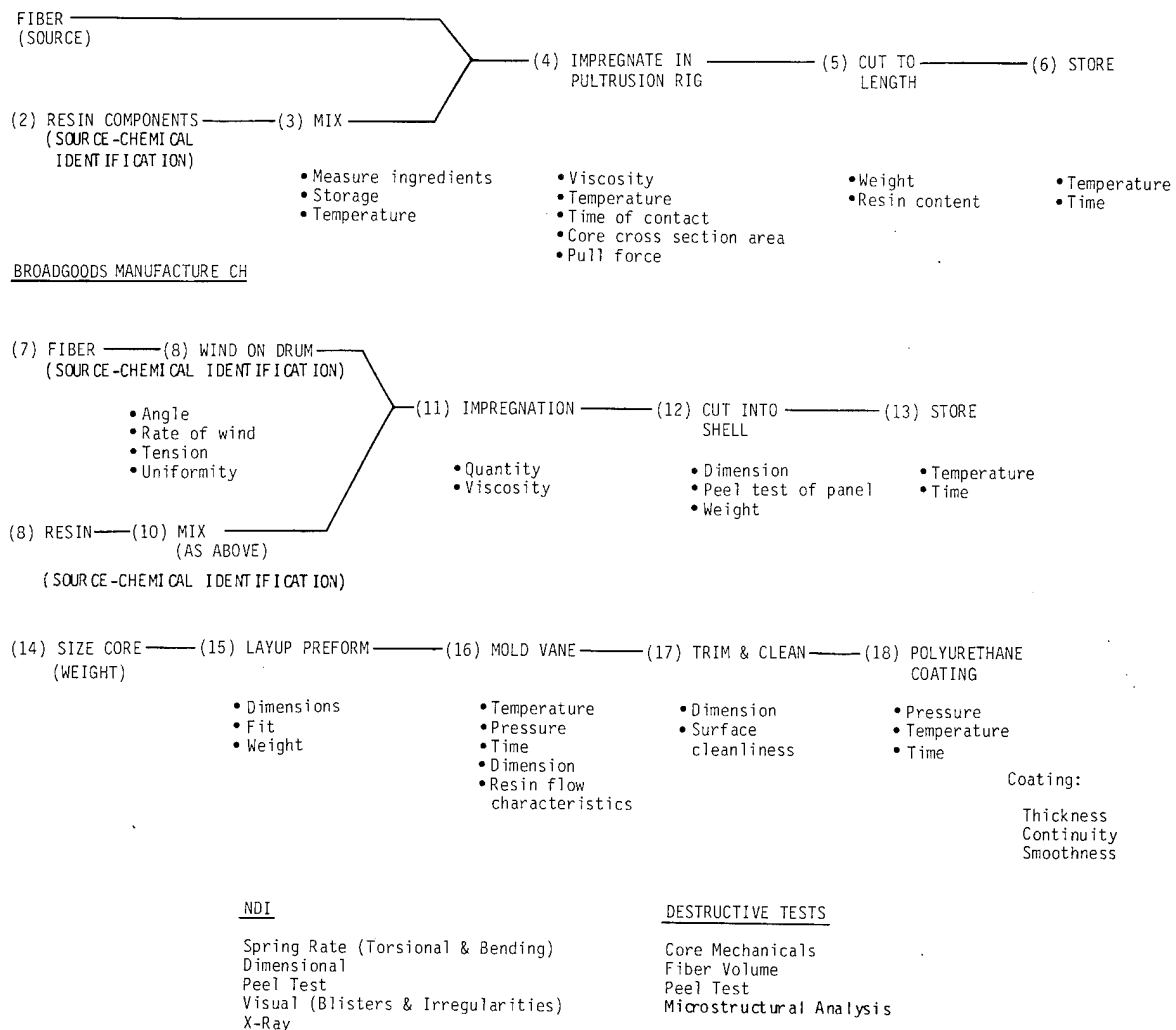 FIBER
(SOURCE)
(4) IMPREGNATE IN
PULTRUSION RIG
(5) CUT TO
LENGTH
(6) STORE
(2) RESIN COMPONENTS
(SOURCE-CHEMICAL
IDENTIFICATION)
(3) MIX
• Measure ingredients
• Storage
• Temperature
• Viscosity
• Temperature
• Time of contact
• Core cross section area
• Pull force
• Weight
• Resin content
• Temperature
• Time
BROADGOODS MANUFACTURE CH
(7) FIBER
(8) WIND ON DRUM
(SOURCE-CHEMICAL IDENTIFICATION)
• Angle
• Rate of wind
• Tension
• Uniformity
(11) IMPREGNATION
(12) CUT INTO
SHELL
(13) STORE
• Quantity
• Viscosity
• Dimension
• Peel test of panel
• Weight
• Temperature
• Time
(8) RESIN
(10) MIX
(AS ABOVE)
(SOURCE-CHEMICAL IDENTIFICATION)
(14) SIZE CORE
(WEIGHT)
(15) LAYUP PREFORM
(16) MOLD VANE
(17) TRIM & CLEAN
(18) POLYURETHANE
COATING
• Dimensions
• Fit
• Weight
• Temperature
• Pressure
• Time
• Dimension
• Resin flow
characteristics
• Dimension
• Surface
cleanliness
• Pressure
• Temperature
• Time
Coating:
Thickness
Continuity
Smoothness
NDI
Spring Rate (Torsional & Bending)
Dimensional
Peel Test
Visual (Blisters & Irregularities)
X-Ray
DESTRUCTIVE TESTS
Core Mechanicals
Fiber Volume
Peel Test
Microstructural Analysis